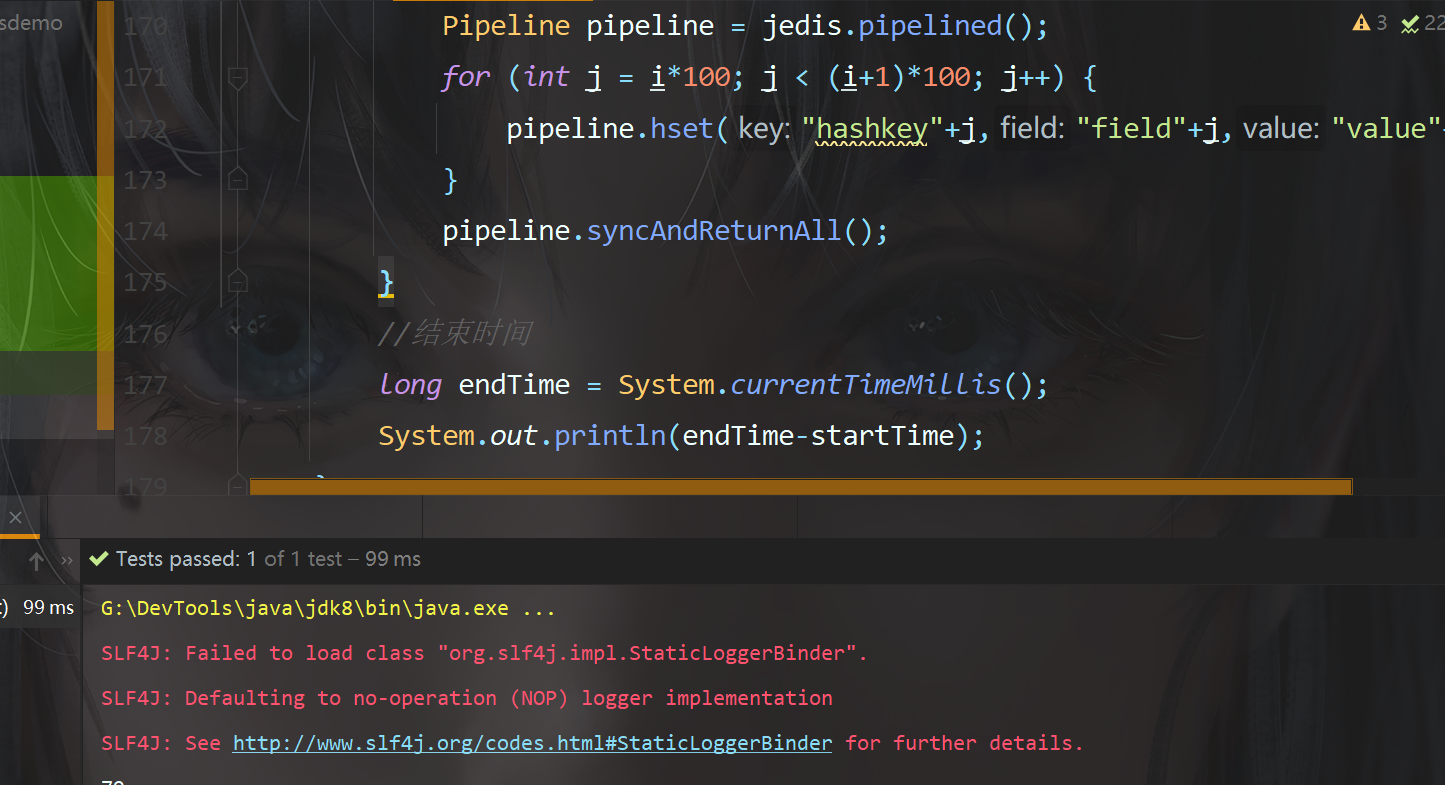 sdemo
3 22
170 Pipeline pipeline = jedis.pipelined();
171 for (int j = i*100; j < (i+1)*100; j++) {
172 pipeline.hset( key: "hashkey"+j, field: "field"+j, value: "value"
173 }
174 pipeline.syncAndReturnAll();
175 }
176 //结束时间
177 long endTime = System.currentTimeMillis();
178 System.out.println(endTime-startTime);
179
Tests passed: 1 of 1 test – 99 ms
99 ms
G:\DevTools\java\jdk8\bin\java.exe ...
SLF4J: Failed to load class "org.slf4j.impl.StaticLoggerBinder".
SLF4J: Defaulting to no-operation (NOP) logger implementation
SLF4J: See http://www.slf4j.org/codes.html#StaticLoggerBinder for further details.